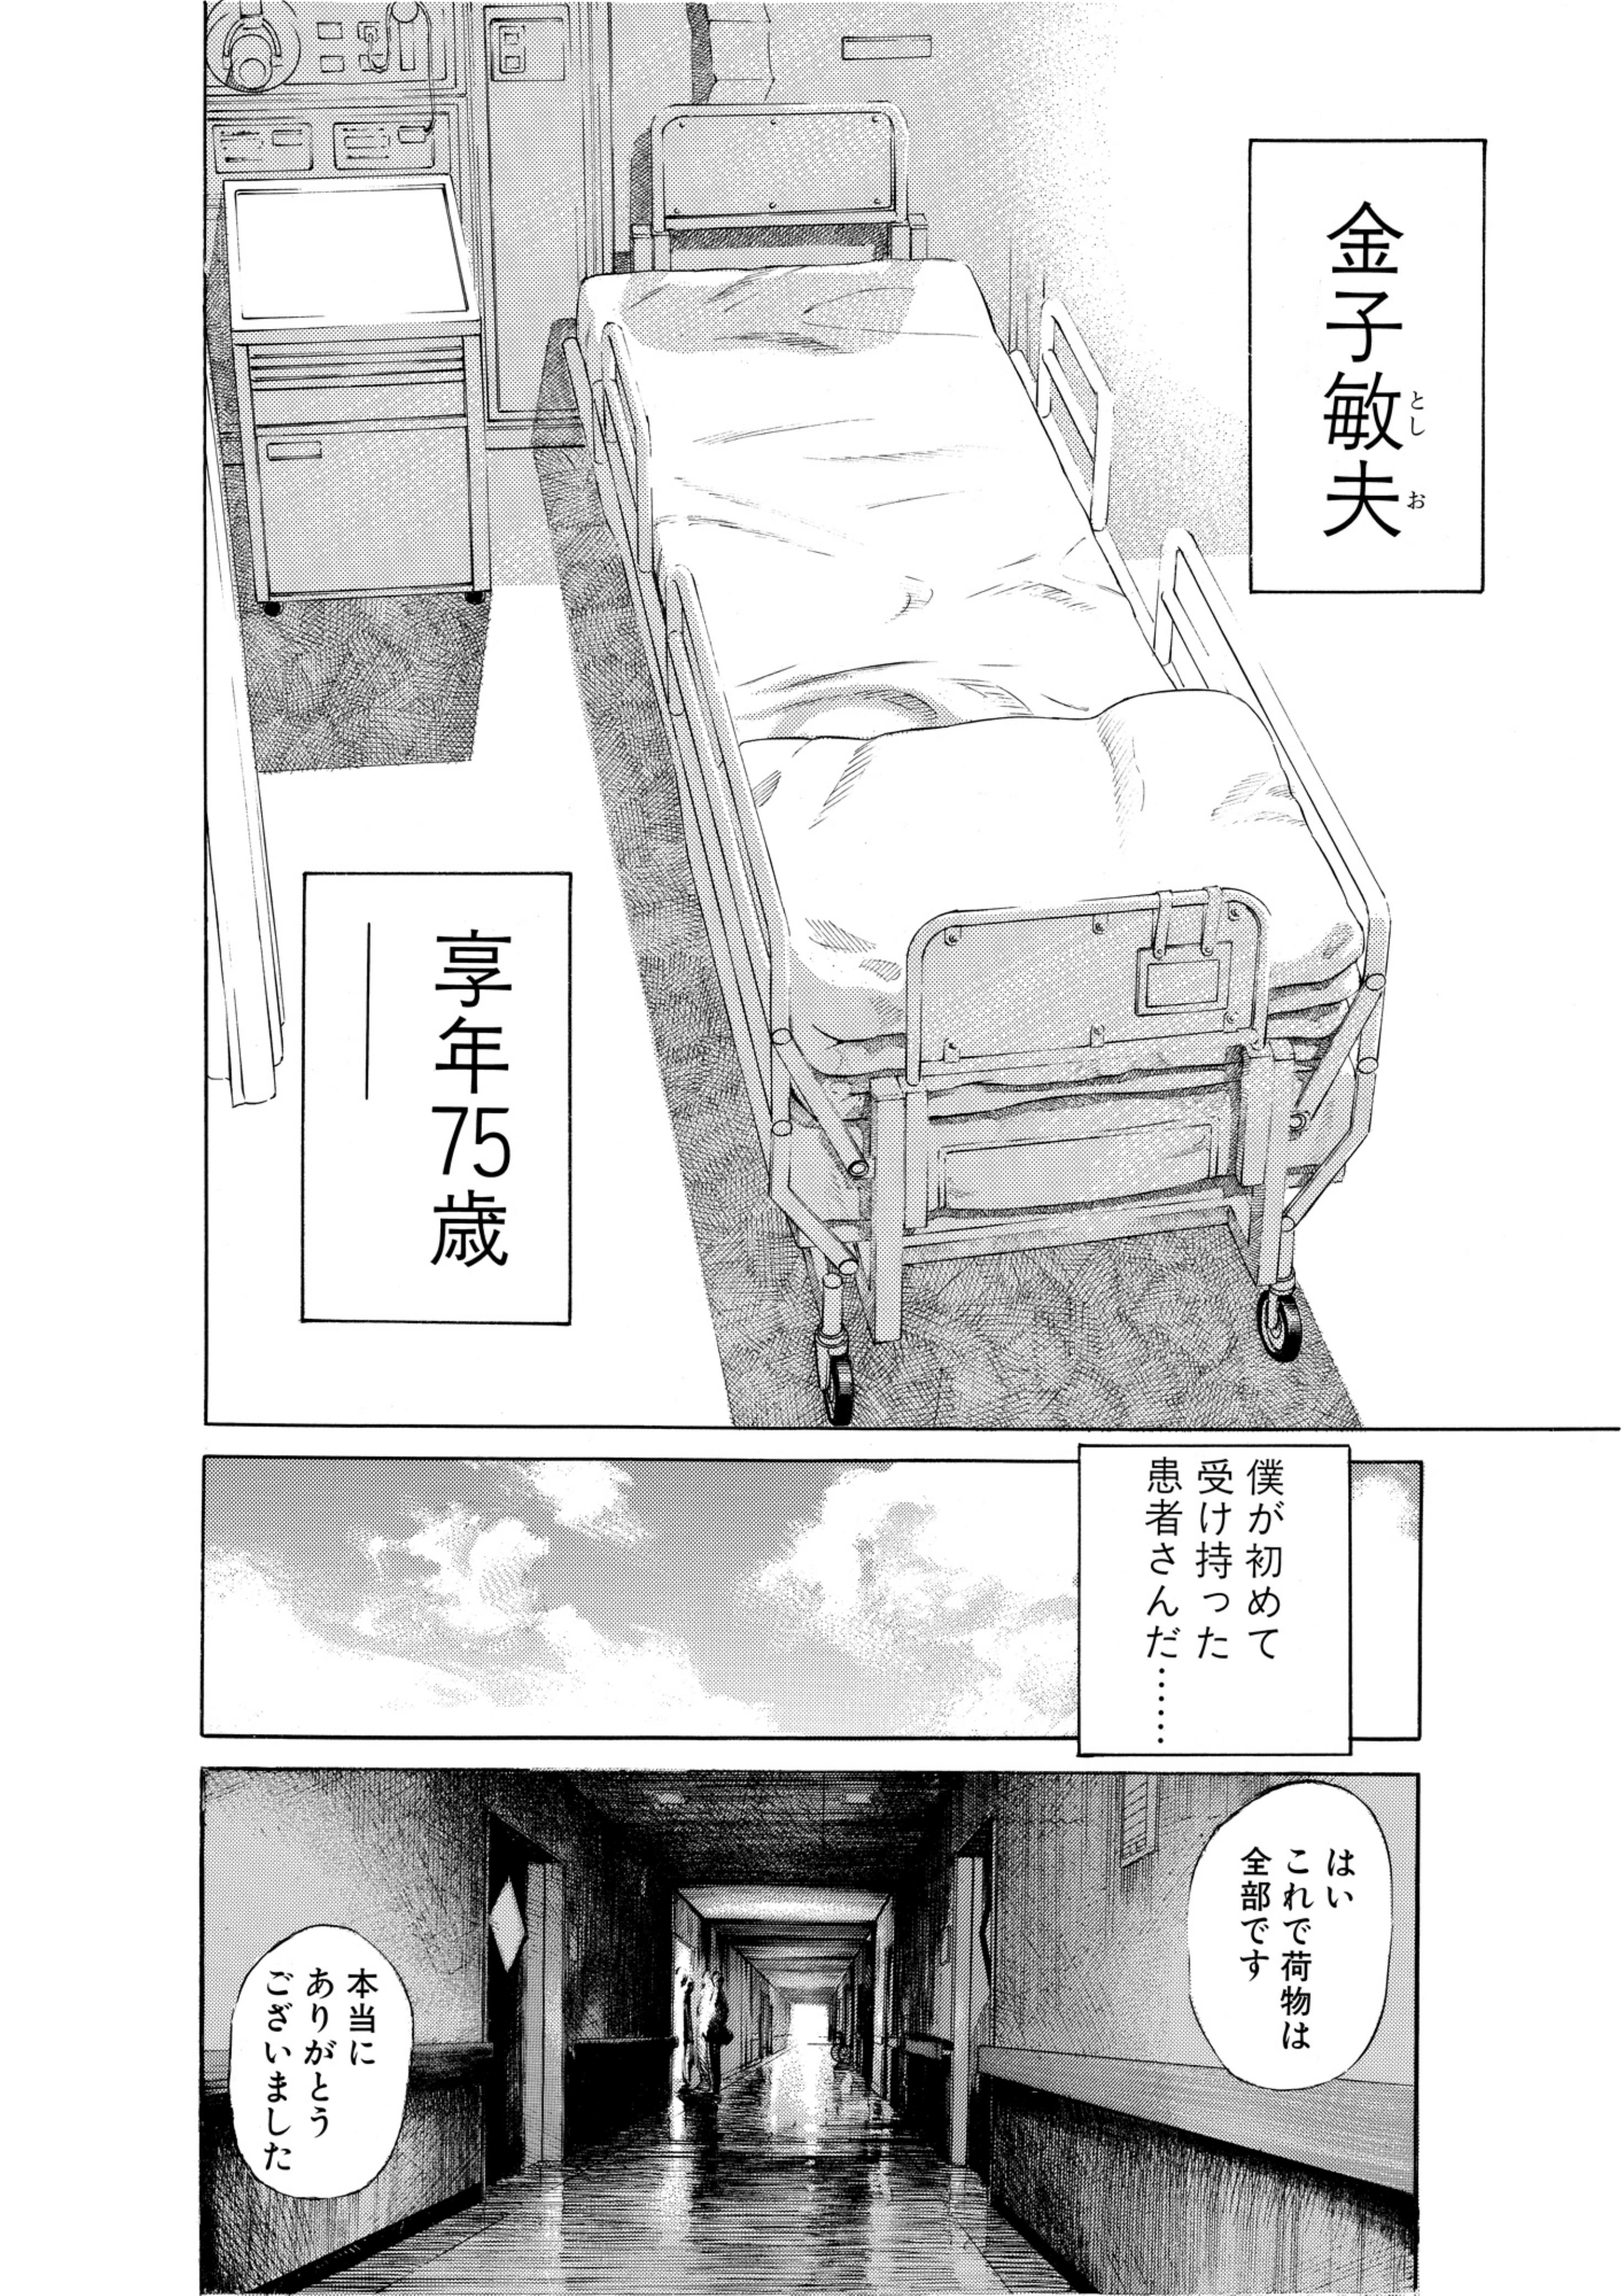 金子敏夫
とし
お
享年75歳
――
僕が初めて
受け持った
患者さんだ……
はい
これで荷物は
全部です
本当に
ありがとう
ございました